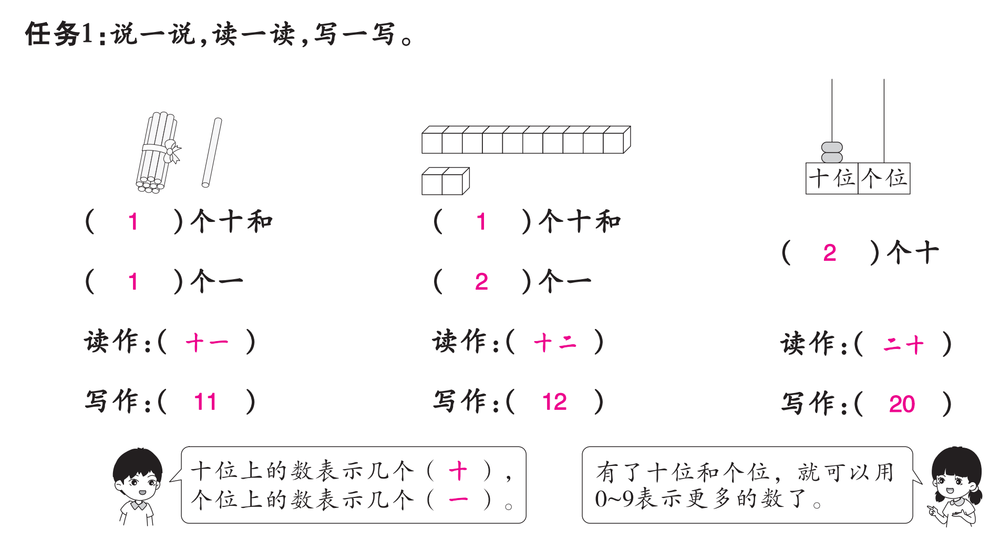 任务1:说一说,读一读,写一写。
十位 个位
( 1 )个十和
( 1 )个一
读作:( 十一 )
写作:( 11 )
( 1 )个十和
( 2 )个一
读作:( 十二 )
写作:( 12 )
( 2 )个十
读作:( 二十 )
写作:( 20 )
十位上的数表示几个( 十 ),
个位上的数表示几个( 一 )。
有了十位和个位,就可以用
0~9表示更多的数了。